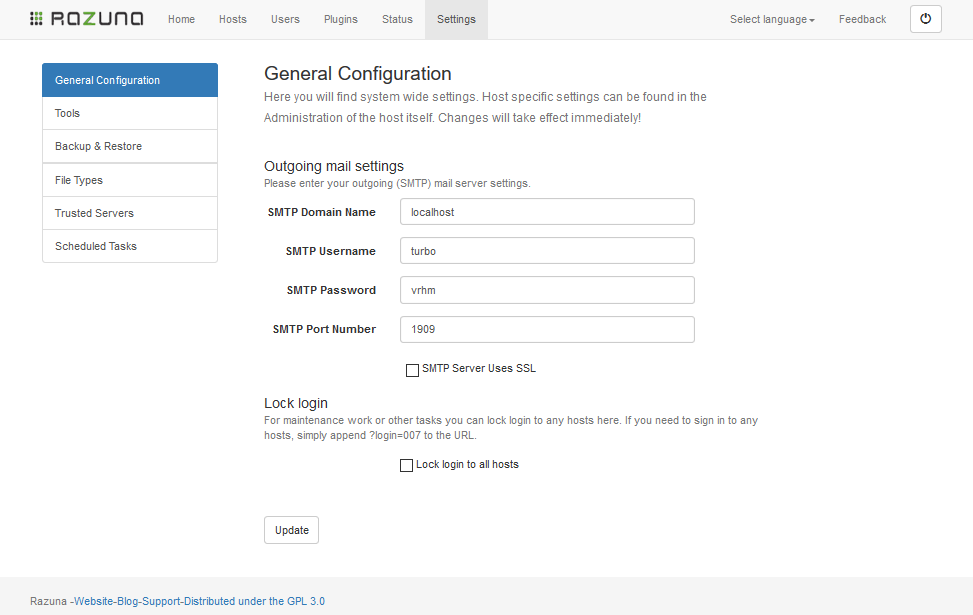 RAZUNA Home Hosts Users Plugins Status Settings Select language Feedback
General Configuration
Tools
Backup & Restore
File Types
Trusted Servers
Scheduled Tasks
General Configuration
Here you will find system wide settings. Host specific settings can be found in the
Administration of the host itself. Changes will take effect immediately!
Outgoing mail settings
Please enter your outgoing (SMTP) mail server settings.
SMTP Domain Name localhost
SMTP Username turbo
SMTP Password vrhm
SMTP Port Number 1909
SMTP Server Uses SSL
Lock login
For maintenance work or other tasks you can lock login to any hosts here. If you need to sign in to any
hosts, simply append ?login=007 to the URL.
Lock login to all hosts
Update
Razuna -Website-Blog-Support-Distributed under the GPL 3.0